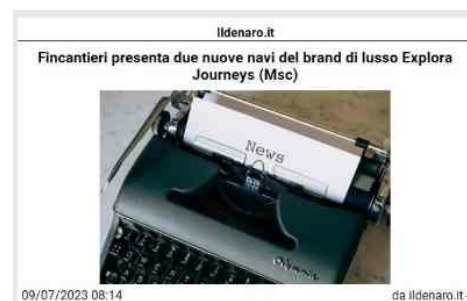 ildenaro.it
Fincantieri presenta due nuove navi del brand di lusso Explora
Journeys (Msc)
News
Olympia
09/07/2023 08:14
da ildenaro.it -